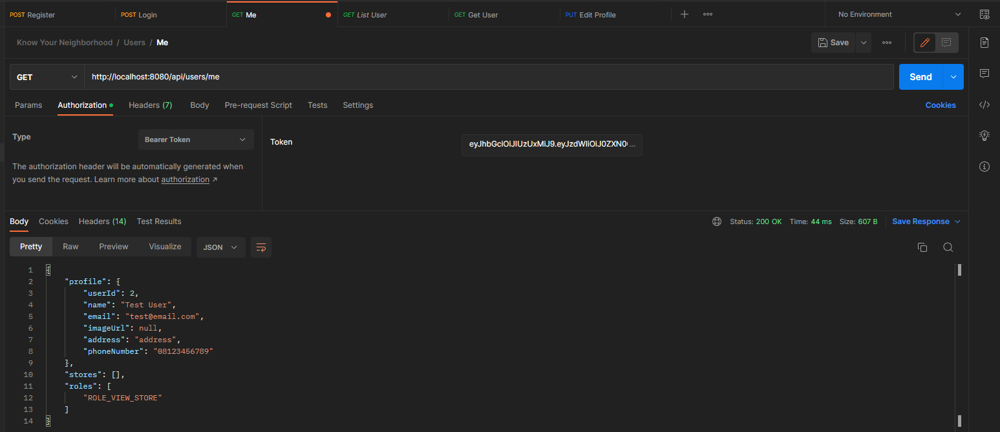 POST Register POST Login GET Me GET List User GET Get User PUT Edit Profile No Environment
Know Your Neighborhood / Users / Me Save
GET http://localhost:8080/api/users/me Send
Params Authorization Headers (7) Body Pre-request Script Tests Settings Cookies
Type Bearer Token Token eyJhbGciOiJIUzUxMiJ9.eyJzdWIiOiJ0ZXN0 ...
The authorization header will be automatically generated when
you send the request. Learn more about authorization ↗
Body Cookies Headers (14) Test Results Status: 200 OK Time: 44 ms Size: 607 B Save Response
Pretty Raw Preview Visualize JSON
1 {
2 "profile": {
3 "userId": 2,
4 "name": "Test User",
5 "email": "test@email.com",
6 "imageUrl": null,
7 "address": "address",
8 "phoneNumber": "08123456789"
9 },
10 "stores": [],
11 "roles": [
12 "ROLE_VIEW_STORE"
13 ]
14 }